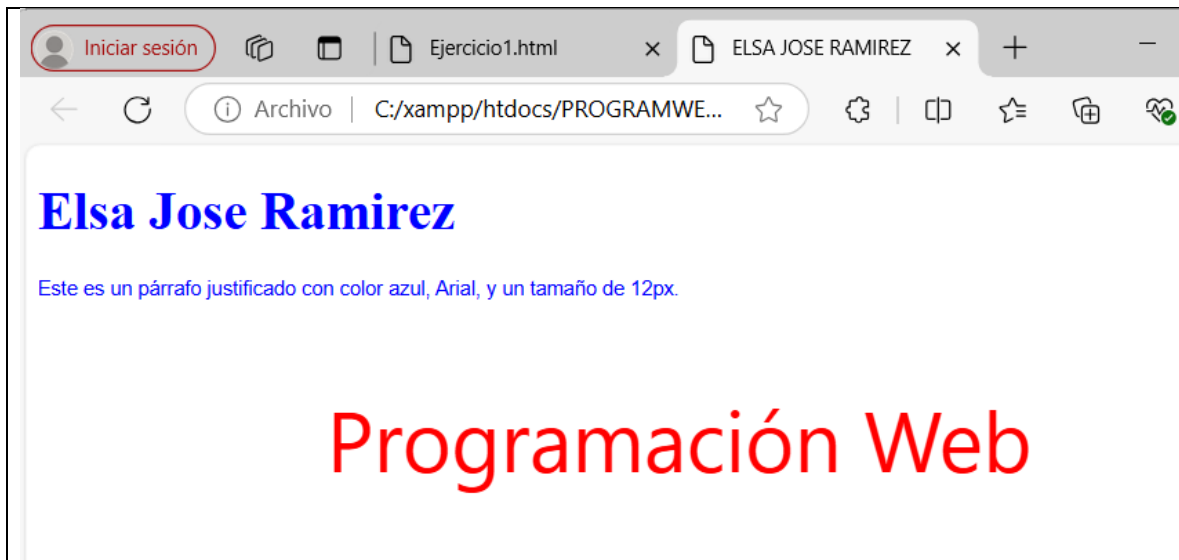 Iniciar sesión Ejercicio1.html ELSA JOSE RAMIREZ
Archivo C:/xampp/htdocs/PROGRAMWE...
Elsa Jose Ramirez
Este es un párrafo justificado con color azul, Arial, y un tamaño de 12px.
Programación Web